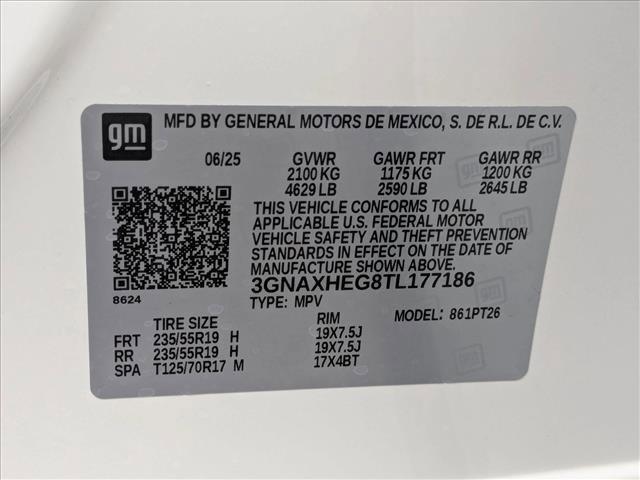 gm MFD BY GENERAL MOTORS DE MEXICO, S. DE R.L. DE C.V.
06/25 GVWR GAWR FRT GAWR RR
2100 KG 1175 KG 1200 KG
4629 LB 2590 LB 2645 LB
THIS VEHICLE CONFORMS TO ALL
APPLICABLE U.S. FEDERAL MOTOR
VEHICLE SAFETY AND THEFT PREVENTION
STANDARDS IN EFFECT ON THE DATE OF
MANUFACTURE SHOWN ABOVE.
8624 3GNAXHEG8TL177186
TYPE: MPV MODEL: 861PT26
TIRE SIZE RIM
FRT 235/55R19 H 19X7.5J
RR 235/55R19 H 19X7.5J
SPA T125/70R17 M 17X4BT